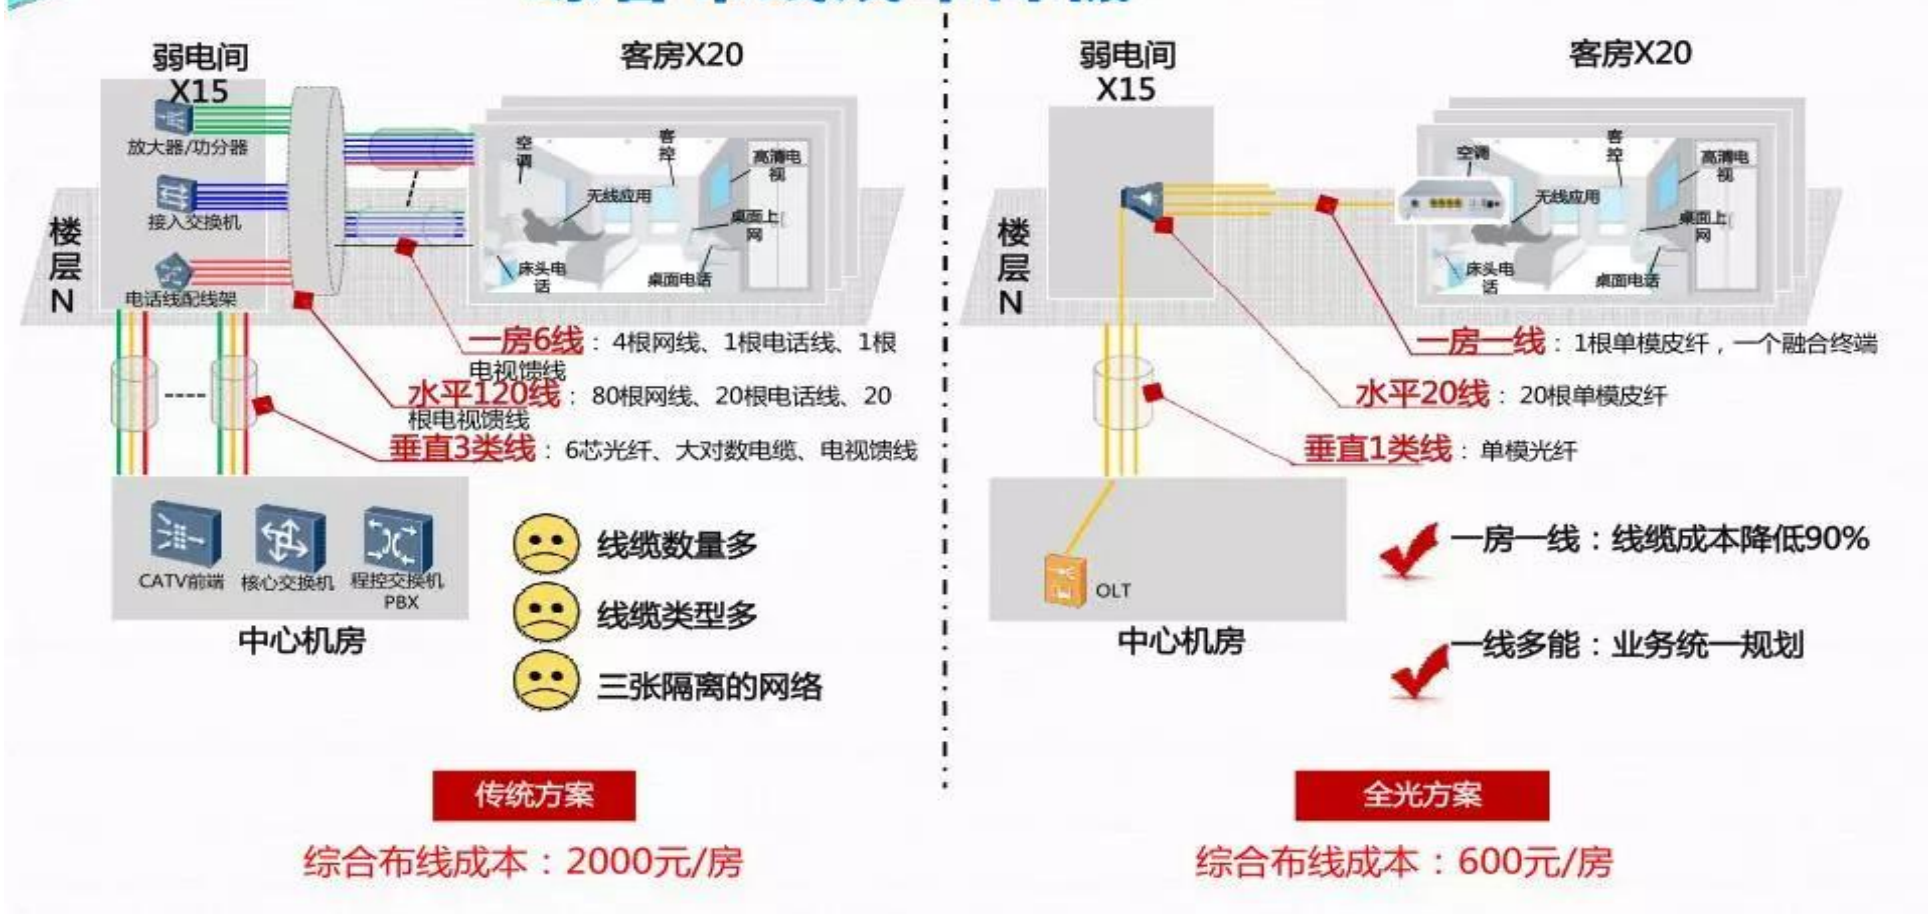 弱电间
X15
客房X20
放大器/功分器
接入交换机
电话线配线架
楼
层
N
空
调
客
控
高清电
视
无线应用
桌面上
网
床头电
话
桌面电话
一房6线：4根网线、1根电话线、1根
电视馈线
水平120线：80根网线、20根电话线、20
根电视馈线
垂直3类线：6芯光纤、大对数电缆、电视馈线
CATV前端
核心交换机
程控交换机
PBX
中心机房
线缆数量多
线缆类型多
三张隔离的网络
传统方案
综合布线成本：2000元/房
弱电间
X15
客房X20
楼
层
N
空调
客
控
高清电
视
无线应用
桌面上
网
床头电
话
桌面电话
一房一线：1根单模皮纤，一个融合终端
水平20线：20根单模皮纤
垂直1类线：单模光纤
OLT
中心机房
一房一线：线缆成本降低90%
一线多能：业务统一规划
全光方案
综合布线成本：600元/房